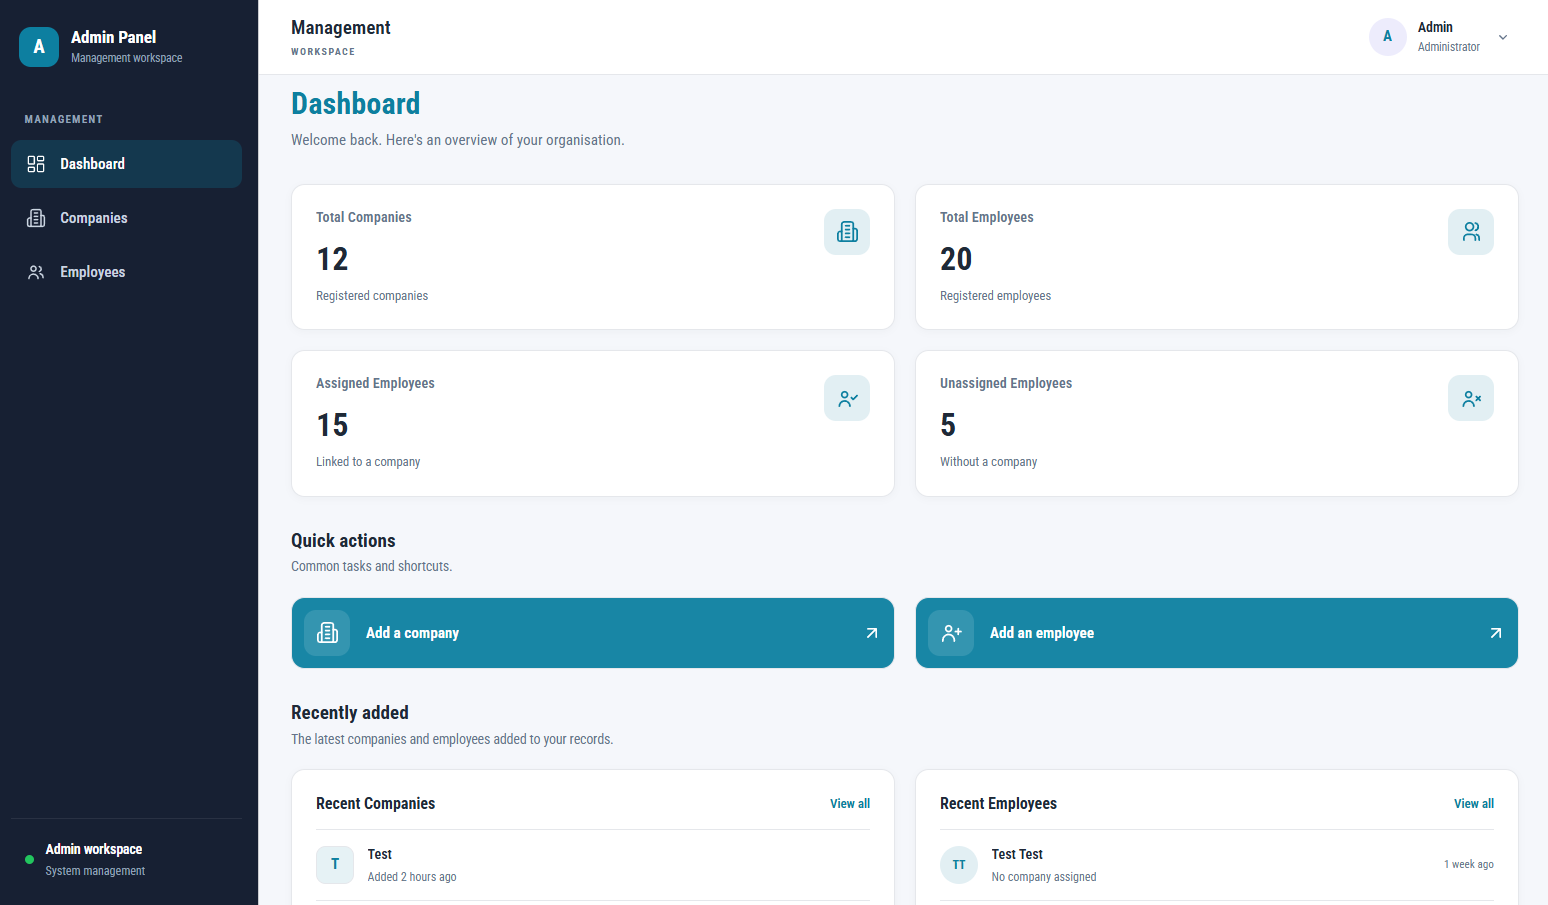 A
Admin Panel
Management workspace
MANAGEMENT
Dashboard
Companies
Employees
Admin workspace
System management
Management
WORKSPACE
A
Admin
Administrator
Dashboard
Welcome back. Here's an overview of your organisation.
Total Companies
12
Registered companies
Total Employees
20
Registered employees
Assigned Employees
15
Linked to a company
Unassigned Employees
5
Without a company
Quick actions
Common tasks and shortcuts.
Add a company
Add an employee
Recently added
The latest companies and employees added to your records.
Recent Companies
View all
T
Test
Added 2 hours ago
Recent Employees
View all
TT
Test Test
No company assigned
1 week ago